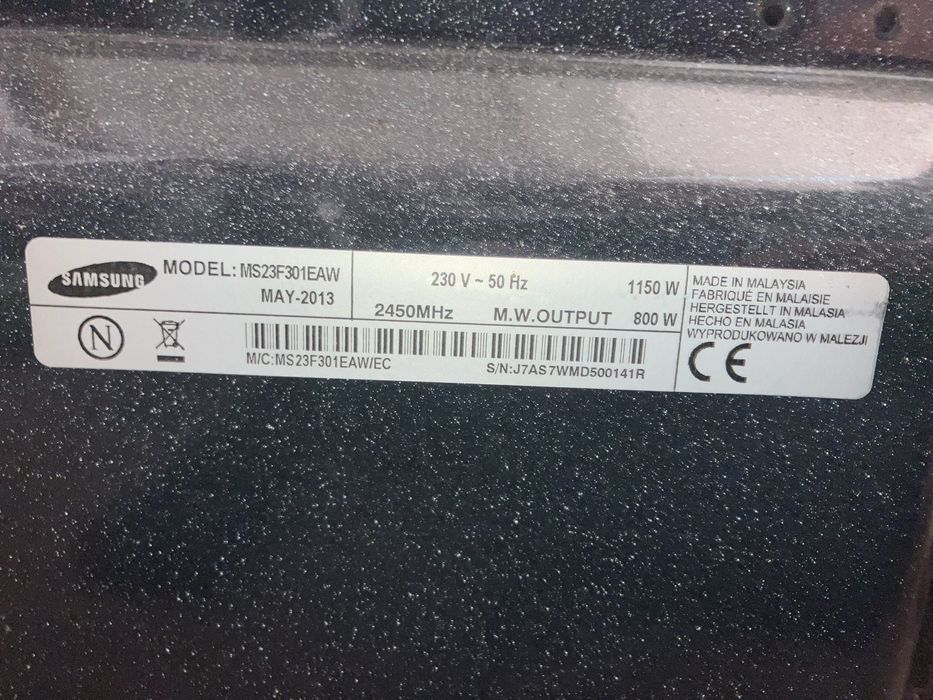 SAMSUNG
MODEL: MS23F301EAW
MAY-2013
230 V ~ 50 Hz
1150 W
2450MHz
M.W.OUTPUT 800 W
MADE IN MALAYSIA
FABRIQUÉ EN MALAISIE
HERGESTELLT IN MALASIA
HECHO EN MALASIA
WYPRODUKOWANO W MALEZJI
N
M/C:MS23F301EAW/EC
S/N:J7AS7WMD500141R
CE